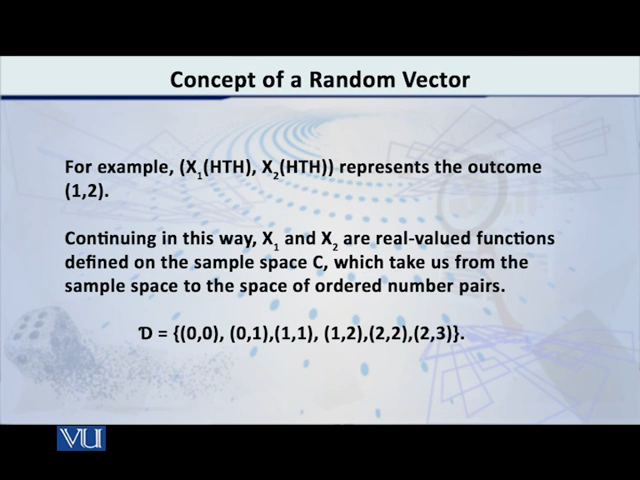 Concept of a Random Vector
For example, (X₁(HTH), X₂(HTH)) represents the outcome
(1,2).
Continuing in this way, X₁ and X₂ are real-valued functions
defined on the sample space C, which take us from the
sample space to the space of ordered number pairs.
Ɗ = {(0,0), (0,1),(1,1), (1,2),(2,2),(2,3)}.
VU